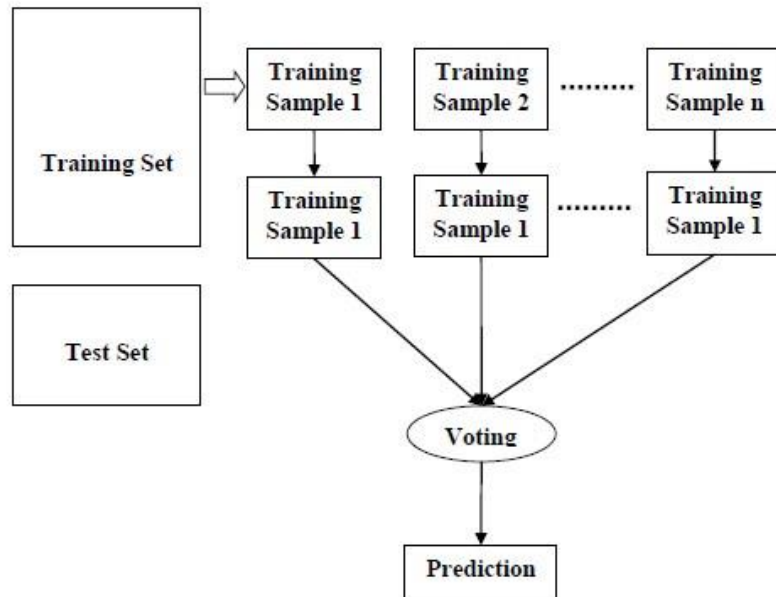 Training Set
Training
Sample 1
Training
Sample 2
Training
Sample n
Training
Sample 1
Training
Sample 1
Training
Sample 1
Test Set
Voting
Prediction